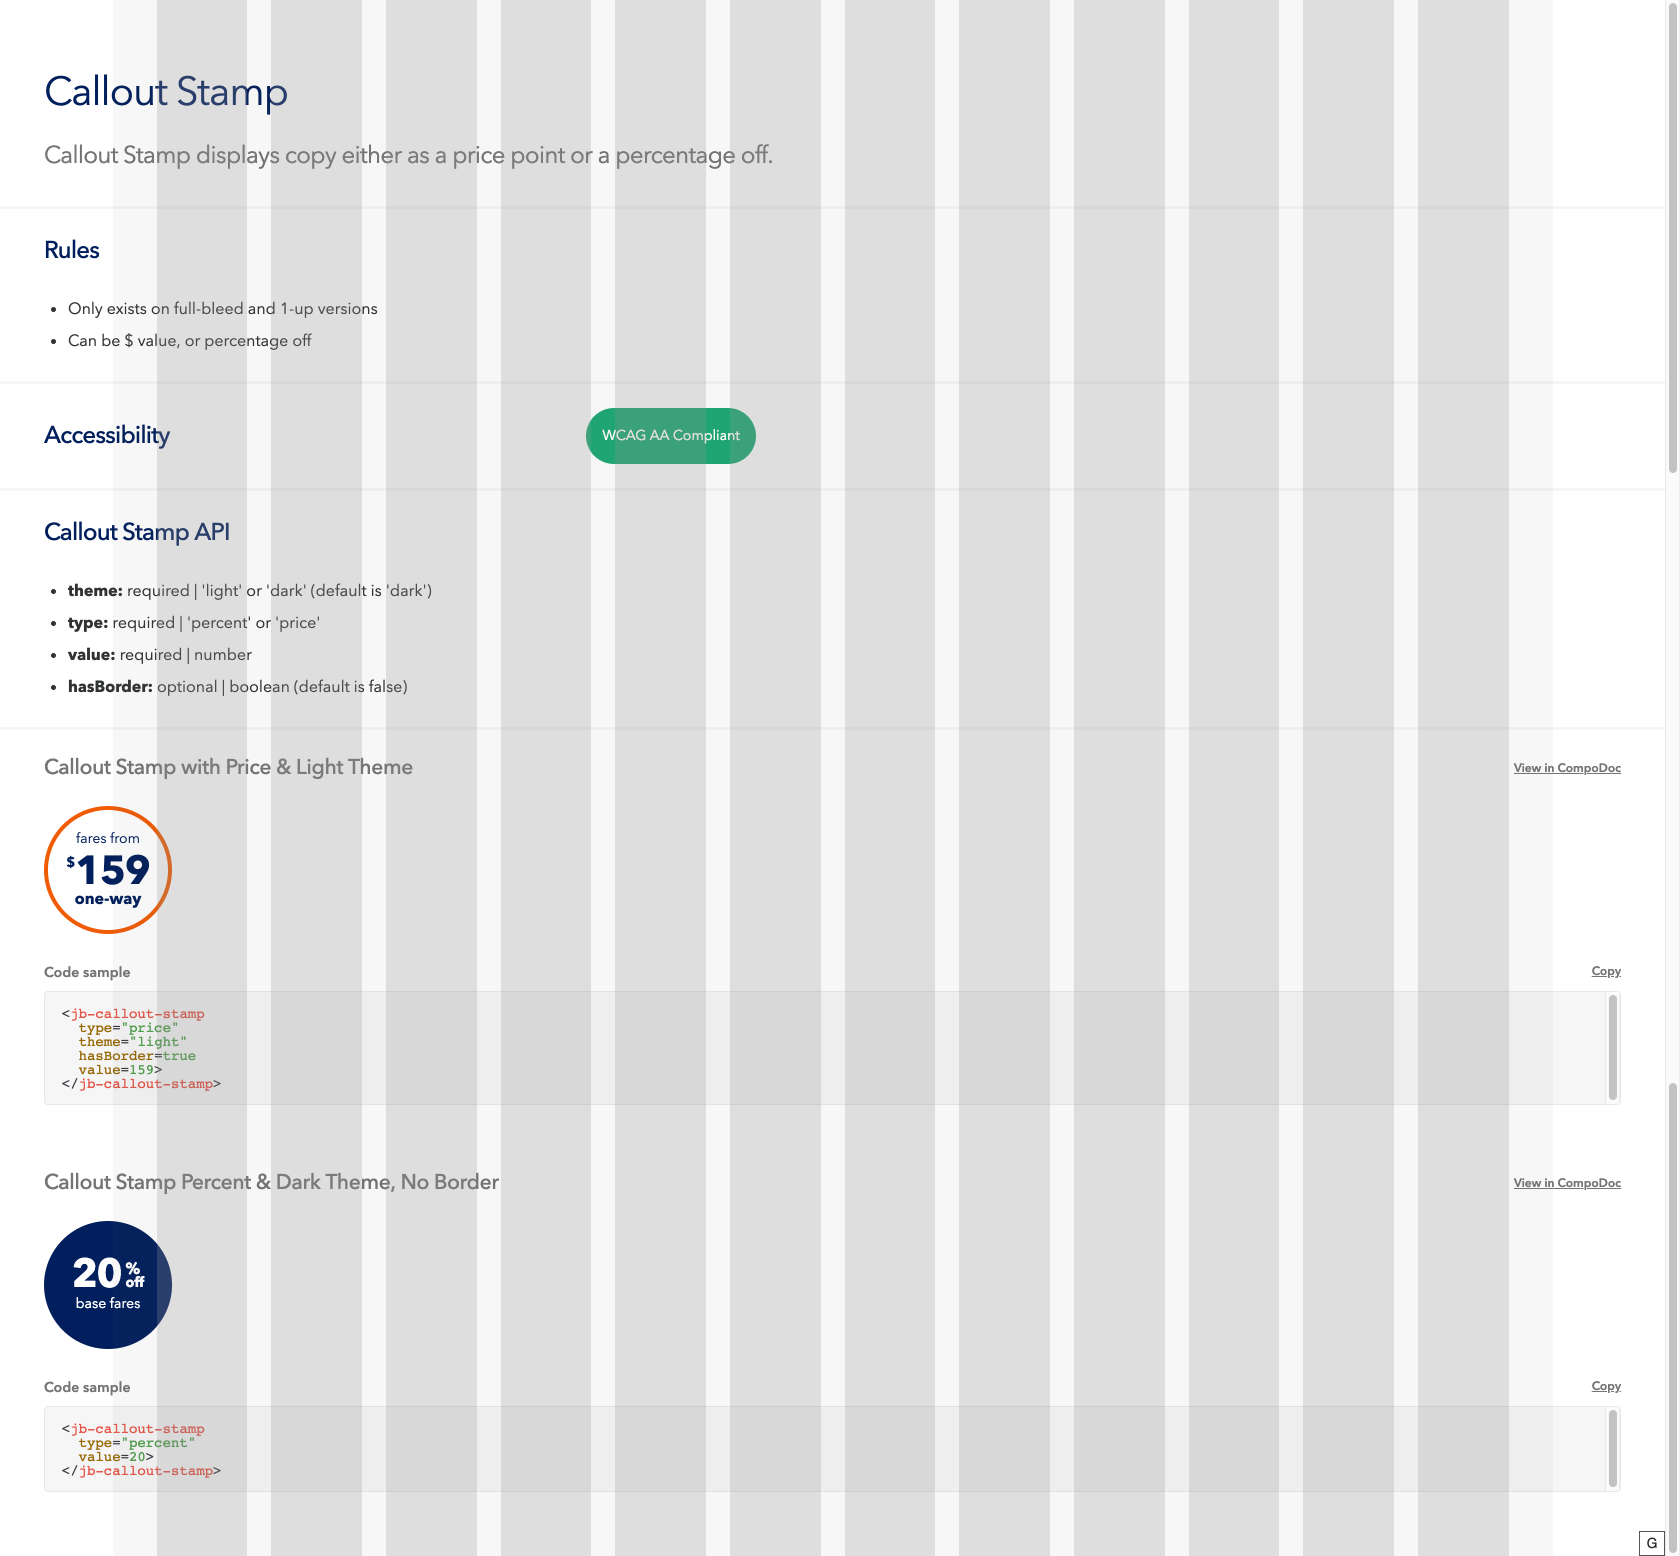 Callout Stamp
Callout Stamp displays copy either as a price point or a percentage off.
Rules
• Only exists on full-bleed and 1-up versions
• Can be $ value, or percentage off
Accessibility
WCAG AA Compliant
Callout Stamp API
• theme: required | 'light' or 'dark' (default is 'dark')
• type: required | 'percent' or 'price'
• value: required | number
• hasBorder: optional | boolean (default is false)
Callout Stamp with Price & Light Theme
View in CompoDoc
fares from
$159
one-way
Code sample
Copy
<jb-callout-stamp
  type="price"
  theme="light"
  hasBorder=true
  value=159>
</jb-callout-stamp>
Callout Stamp Percent & Dark Theme, No Border
View in CompoDoc
20% off
base fares
Code sample
Copy
<jb-callout-stamp
  type="percent"
  value=20>
</jb-callout-stamp>
G